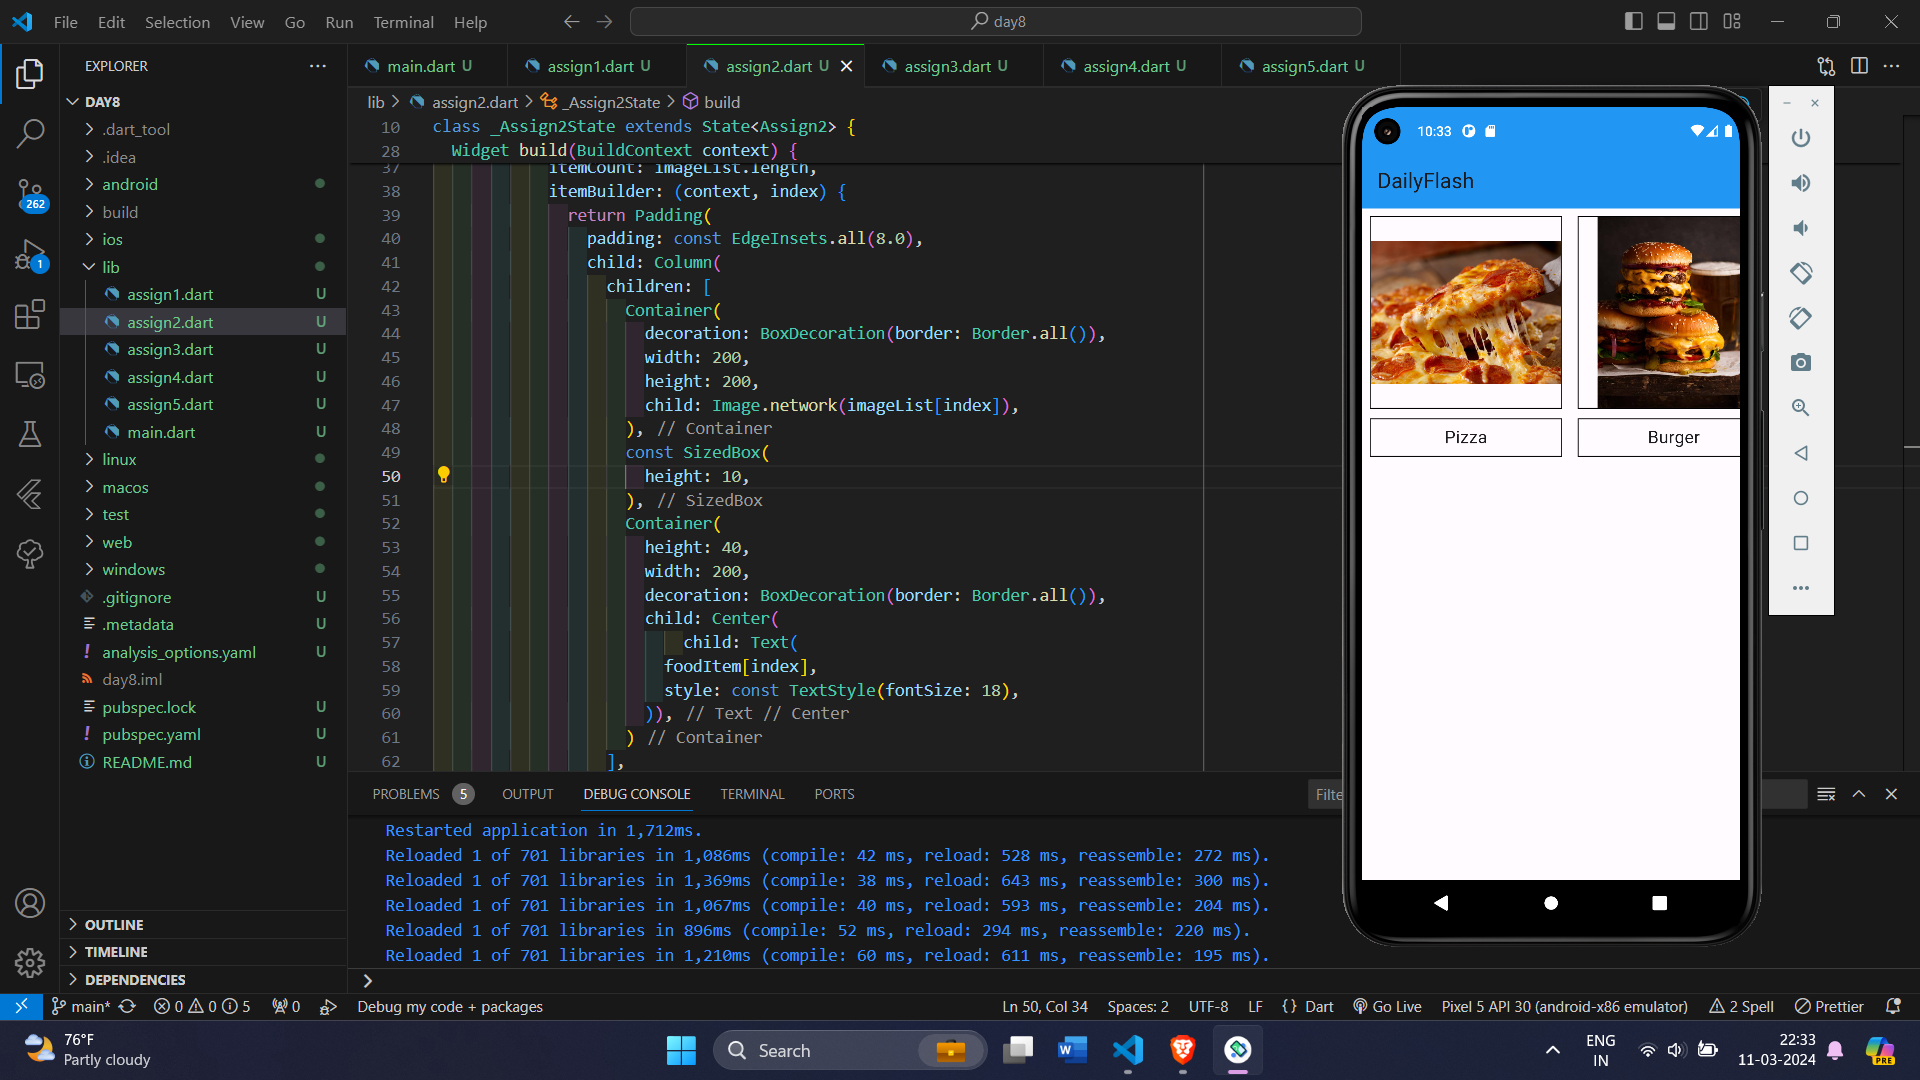 File Edit Selection View Go Run Terminal Help
day8
EXPLORER
DAY8
.dart_tool
.idea
android
build
ios
lib
assign1.dart U
assign2.dart U
assign3.dart U
assign4.dart U
assign5.dart U
main.dart U
linux
macos
test
web
windows
.gitignore U
.metadata U
analysis_options.yaml U
day8.iml
pubspec.lock U
pubspec.yaml U
README.md U
OUTLINE
TIMELINE
DEPENDENCIES
262
1
main.dart U assign1.dart U assign2.dart U assign3.dart U assign4.dart U assign5.dart U
lib > assign2.dart > _Assign2State > build
10 class _Assign2State extends State<Assign2> {
28 Widget build(BuildContext context) {
37 itemCount: imageList.length,
38 itemBuilder: (context, index) {
39 return Padding(
40 padding: const EdgeInsets.all(8.0),
41 child: Column(
42 children: [
43 Container(
44 decoration: BoxDecoration(border: Border.all()),
45 width: 200,
46 height: 200,
47 child: Image.network(imageList[index]),
48 ), // Container
49 const SizedBox(
50 height: 10,
51 ), // SizedBox
52 Container(
53 height: 40,
54 width: 200,
55 decoration: BoxDecoration(border: Border.all()),
56 child: Center(
57 child: Text(
58 foodItem[index],
59 style: const TextStyle(fontSize: 18),
60 )), // Text // Center
61 ) // Container
62 ],
10:33
DailyFlash
Pizza
Burger
PROBLEMS 5 OUTPUT DEBUG CONSOLE TERMINAL PORTS
Filte
Restarted application in 1,712ms.
Reloaded 1 of 701 libraries in 1,086ms (compile: 42 ms, reload: 528 ms, reassemble: 272 ms).
Reloaded 1 of 701 libraries in 1,369ms (compile: 38 ms, reload: 643 ms, reassemble: 300 ms).
Reloaded 1 of 701 libraries in 1,067ms (compile: 40 ms, reload: 593 ms, reassemble: 204 ms).
Reloaded 1 of 701 libraries in 896ms (compile: 52 ms, reload: 294 ms, reassemble: 220 ms).
Reloaded 1 of 701 libraries in 1,210ms (compile: 60 ms, reload: 611 ms, reassemble: 195 ms).
main* 0 0 5 0 Debug my code + packages Ln 50, Col 34 Spaces: 2 UTF-8 LF {} Dart Go Live Pixel 5 API 30 (android-x86 emulator) 2 Spell Prettier
76°F
Partly cloudy
Search
ENG
IN
22:33
11-03-2024
PRE